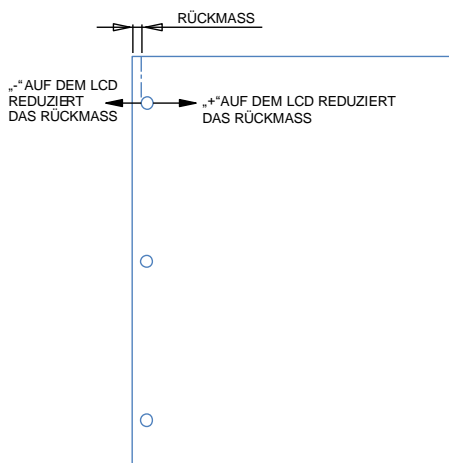 RÜCKMASS
„-“ AUF DEM LCD
REDUZIERT
DAS RÜCKMASS
„+“AUF DEM LCD REDUZIERT
DAS RÜCKMASS